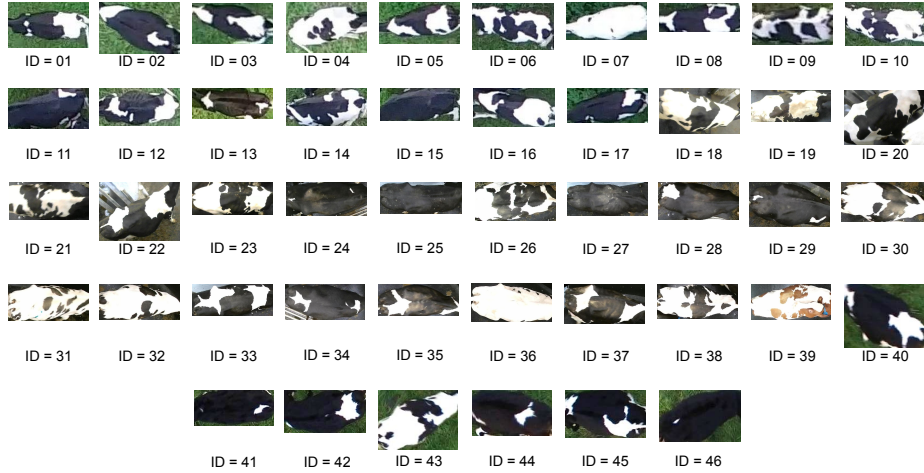 ID = 01 ID = 02 ID = 03 ID = 04 ID = 05 ID = 06 ID = 07 ID = 08 ID = 09 ID = 10
ID = 11 ID = 12 ID = 13 ID = 14 ID = 15 ID = 16 ID = 17 ID = 18 ID = 19 ID = 20
ID = 21 ID = 22 ID = 23 ID = 24 ID = 25 ID = 26 ID = 27 ID = 28 ID = 29 ID = 30
ID = 31 ID = 32 ID = 33 ID = 34 ID = 35 ID = 36 ID = 37 ID = 38 ID = 39 ID = 40
ID = 41 ID = 42 ID = 43 ID = 44 ID = 45 ID = 46